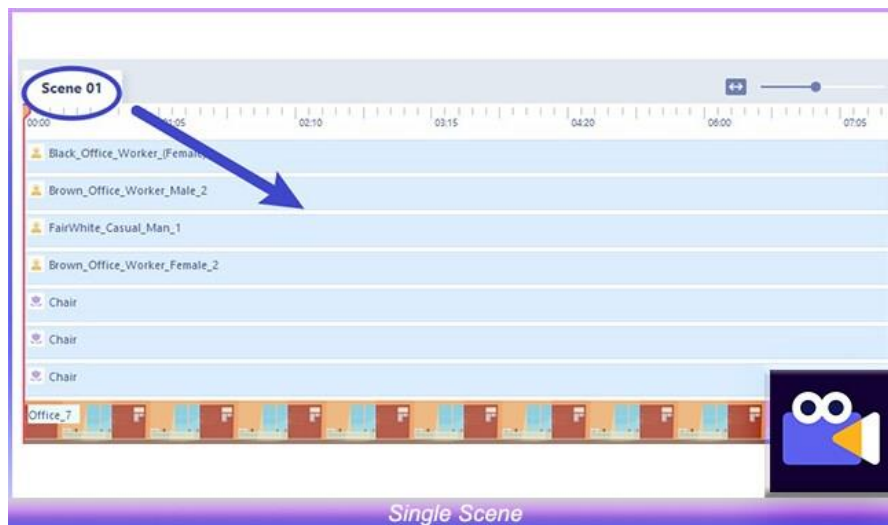 Scene 01
00:00 01:05 02:10 03:15 04:20 06:00 07:05
Black_Office_Worker_(Female)
Brown_Office_Worker_Male_2
FairWhite_Casual_Man_1
Brown_Office_Worker_Female_2
Chair
Chair
Chair
Office_7
Single Scene